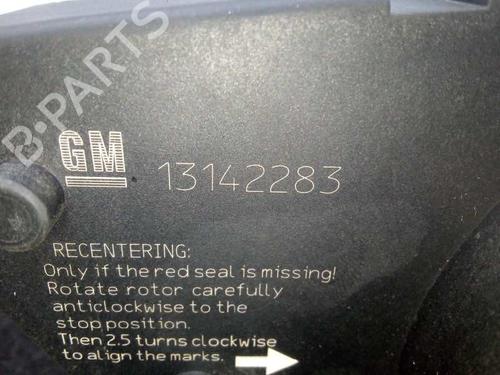 B-PARTS
GM 13142283
RECENTERING:
Only if the red seal is missing!
Rotate rotor carefully
anticlockwise to the
stop position.
Then 2.5 turns clockwise
to align the marks.